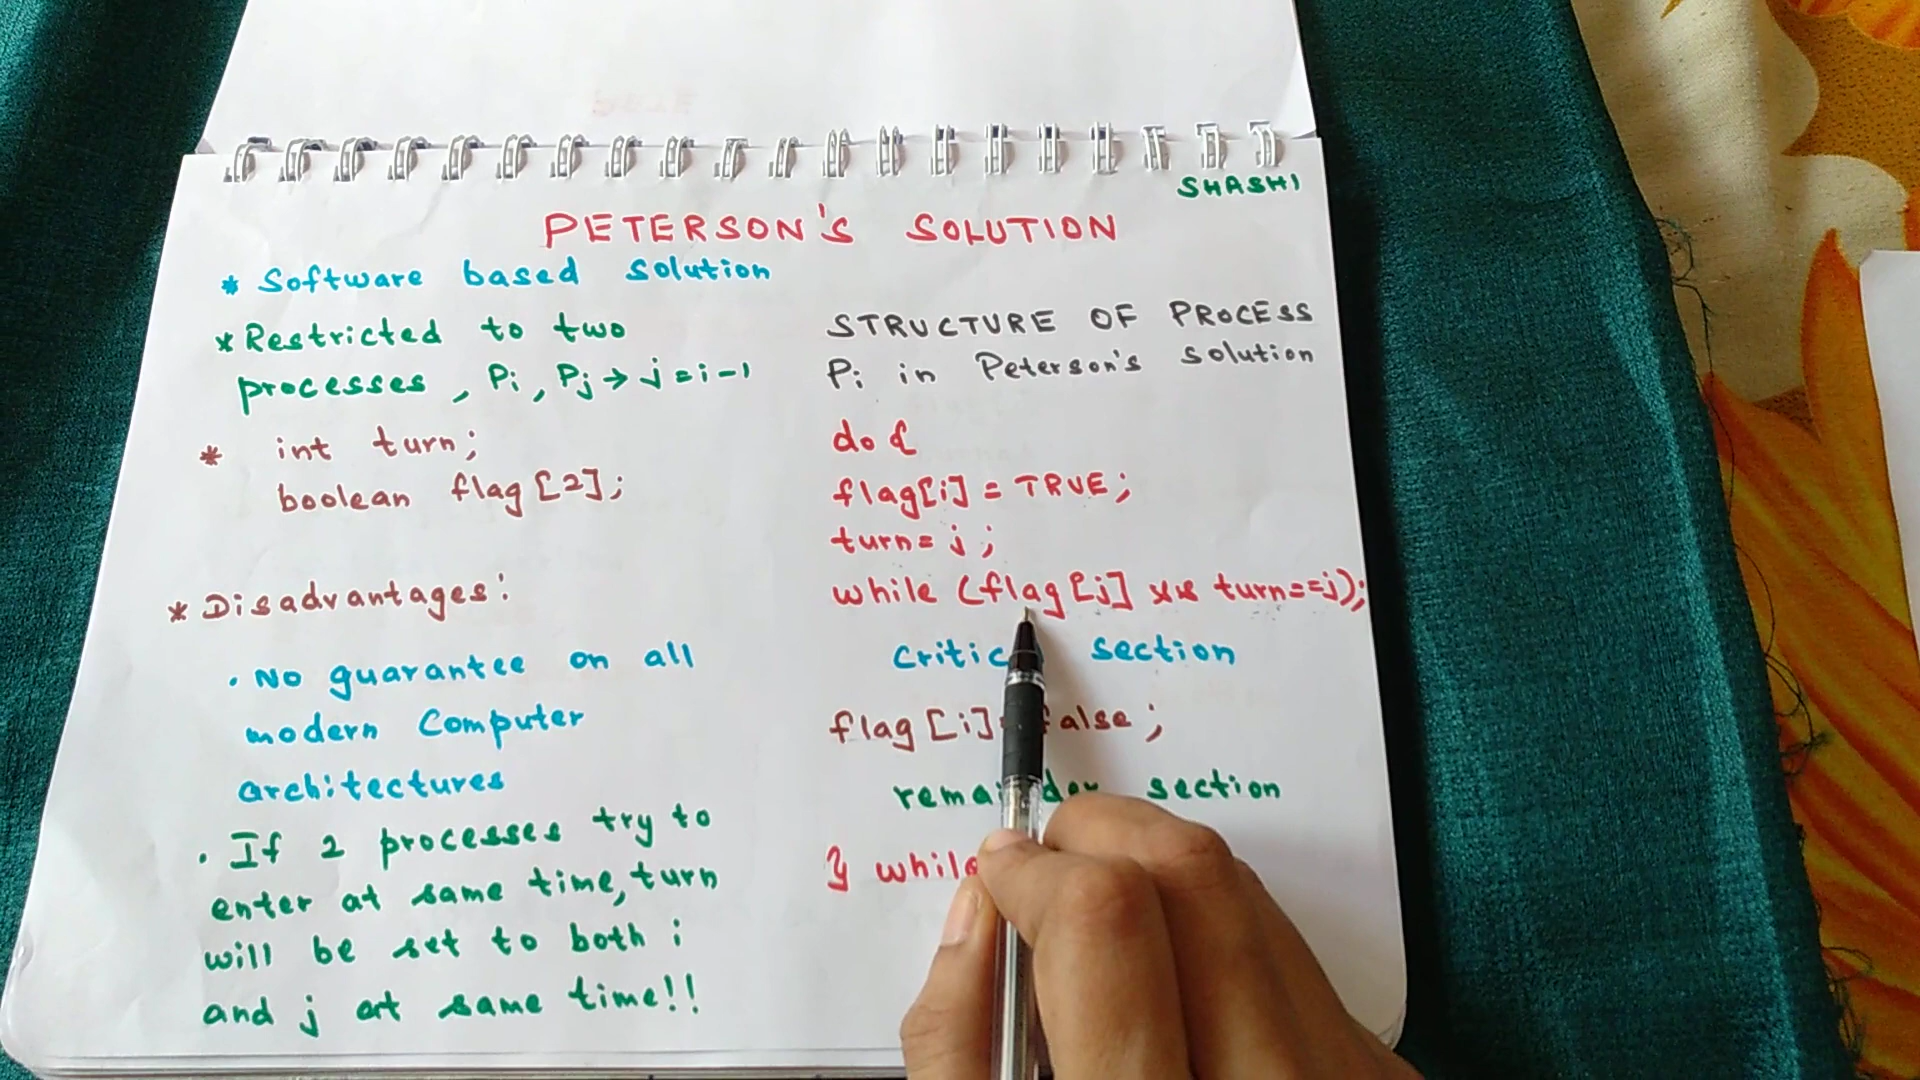 SHASHI
PETERSON'S SOLUTION
* Software based solution
* Restricted to two
processes, Pi, Pj → j = i - 1
* int turn;
boolean flag [2];
* Disadvantages:
. No guarantee on all
modern Computer
architectures
. If 2 processes try to
enter at same time, turn
will be set to both i
and j at same time!!
STRUCTURE OF PROCESS
Pi in Peterson's solution
do {
flag[i] = TRUE;
turn = j;
while (flag [j] && turn==j);
section
flag [i] = false;
section
} while